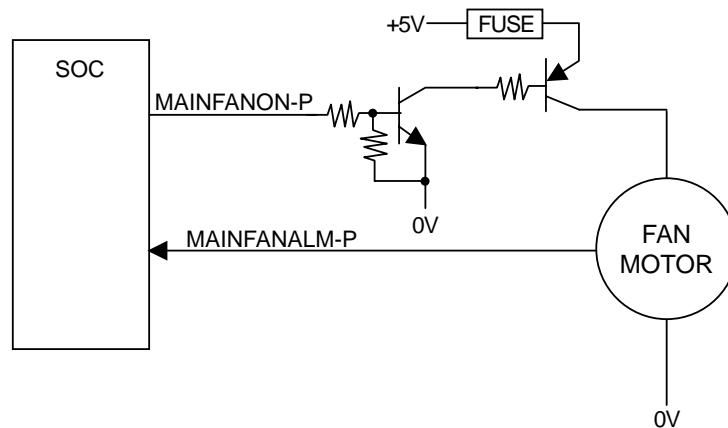 +5V
FUSE
SOC
MAINFANON-P
0V
MAINFANALM-P
FAN
MOTOR
0V